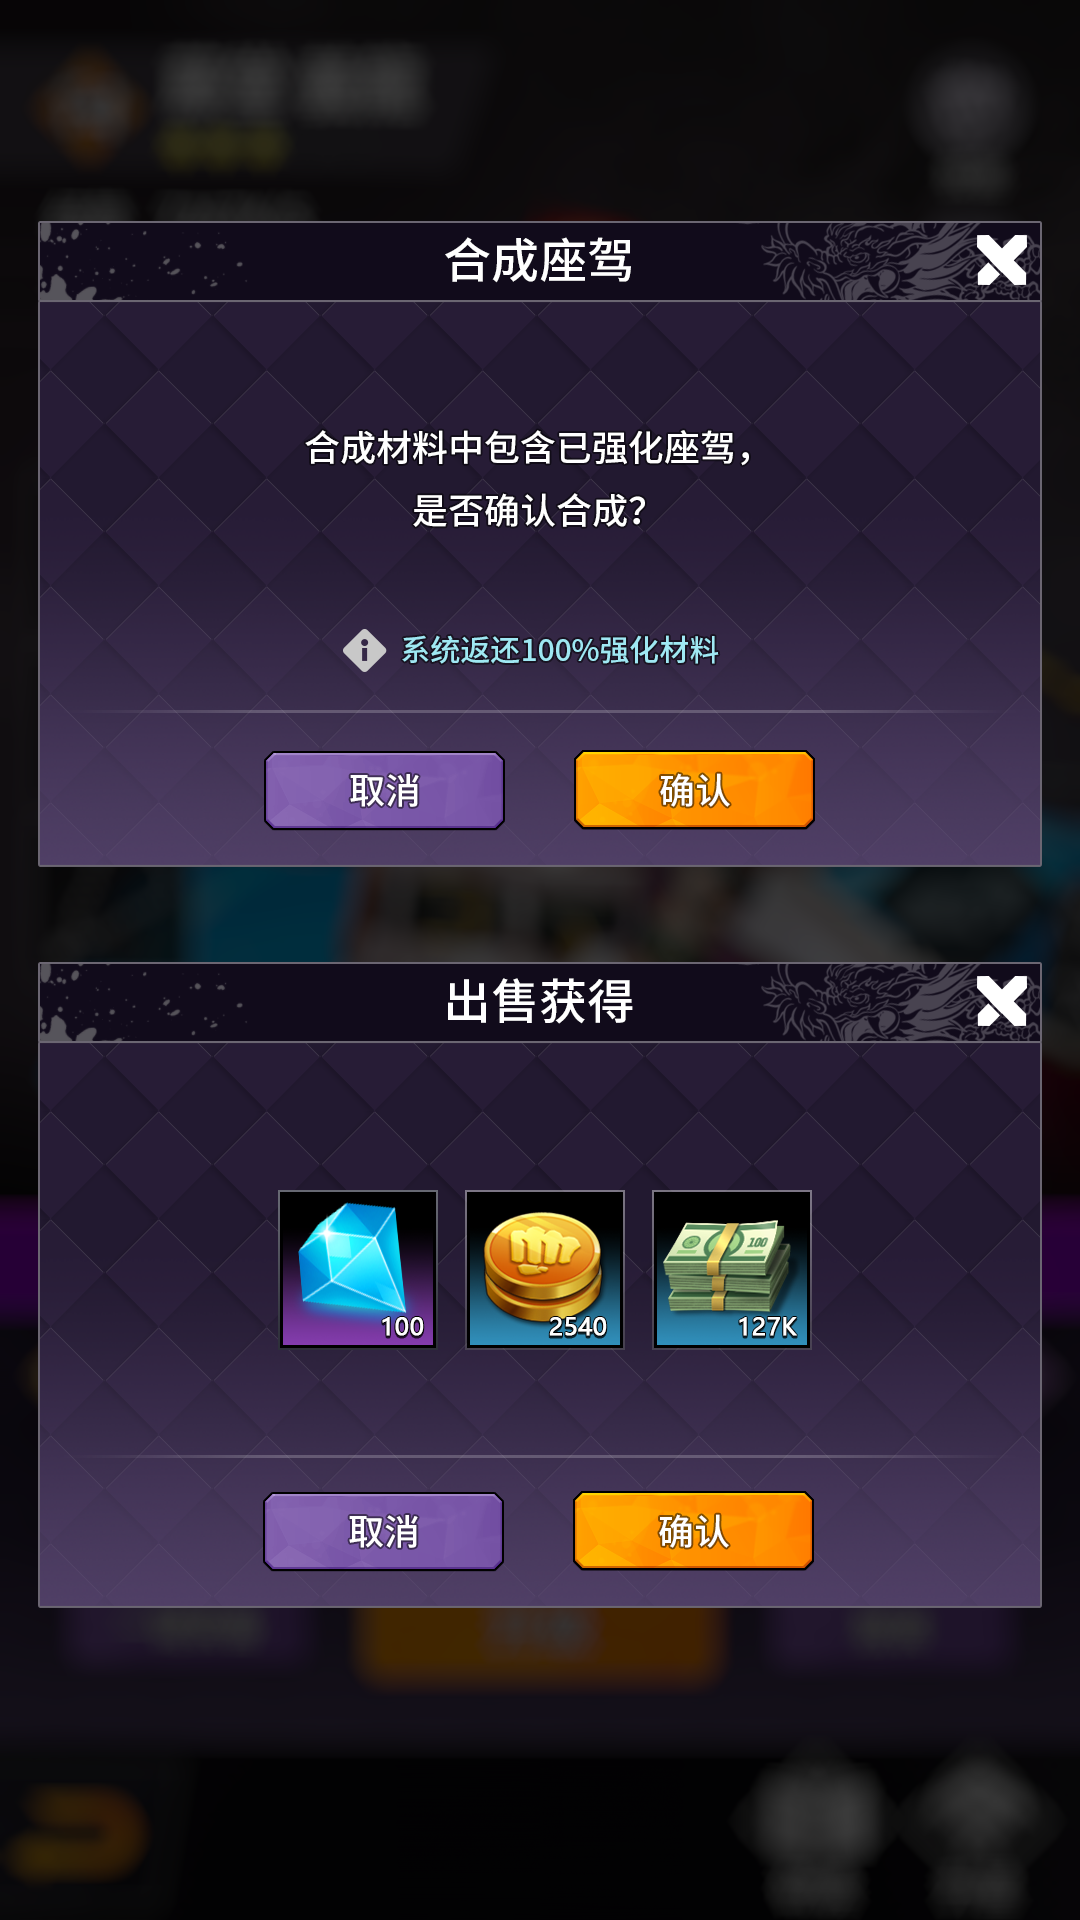 合成座驾
合成材料中包含已强化座驾，
是否确认合成？
系统返还100%强化材料
取消
确认
出售获得
100
2540
100
127K
取消
确认